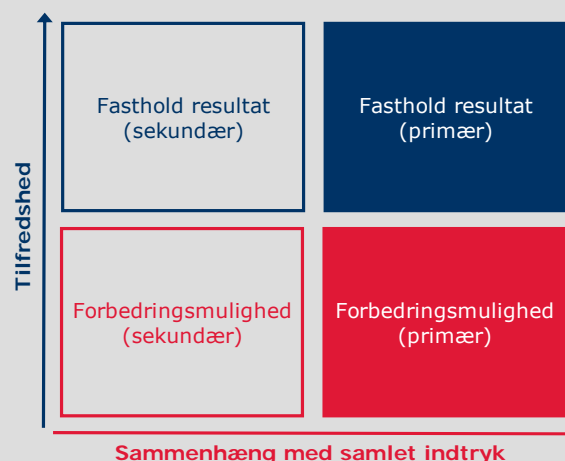 Tilfredshed
Fasthold resultat
(sekundær)
Fasthold resultat
(primær)
Forbedringsmulighed
(sekundær)
Forbedringsmulighed
(primær)
Sammenhæng med samlet indtryk